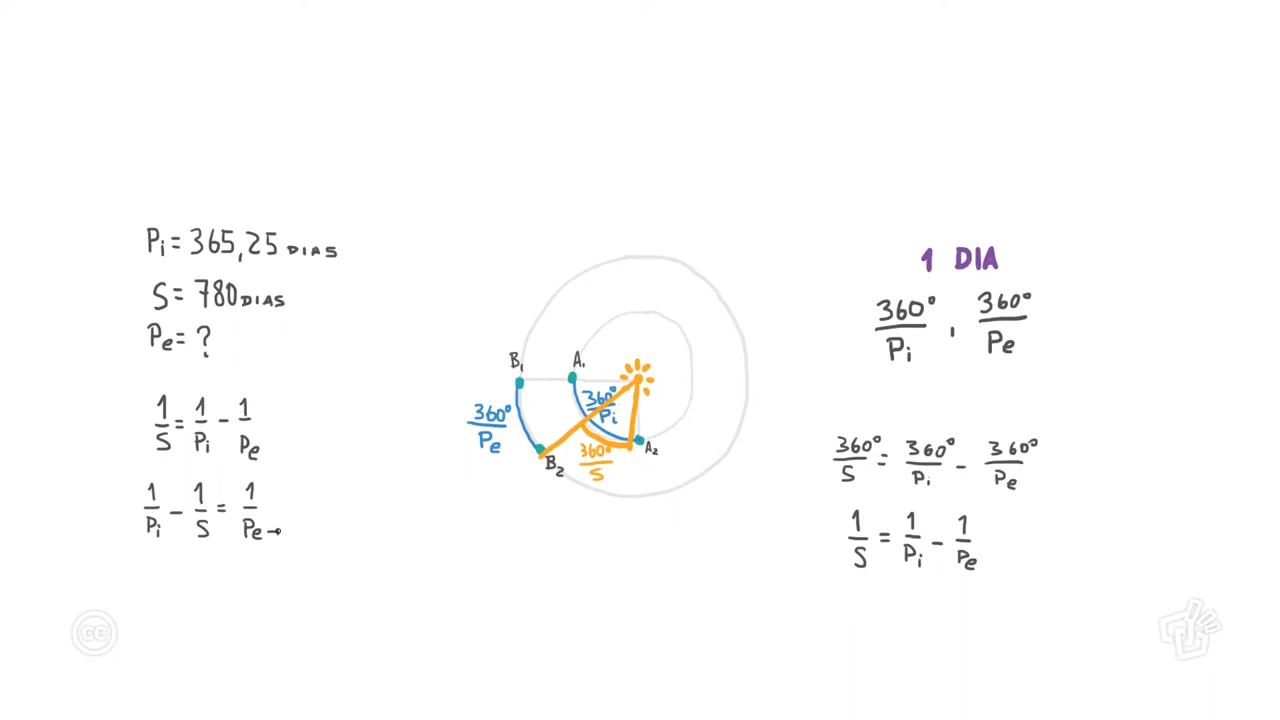 Pi = 365,25 DIAS
S = 780 DIAS
Pe = ?
1/S = 1/Pi - 1/Pe
1/Pi - 1/S = 1/Pe →
B1
A1
360°/Pi
360°/Pe
A2
B2
360°/S
1 DIA
360°/Pi , 360°/Pe
360°/S = 360°/Pi - 360°/Pe
1/S = 1/Pi - 1/Pe
cc